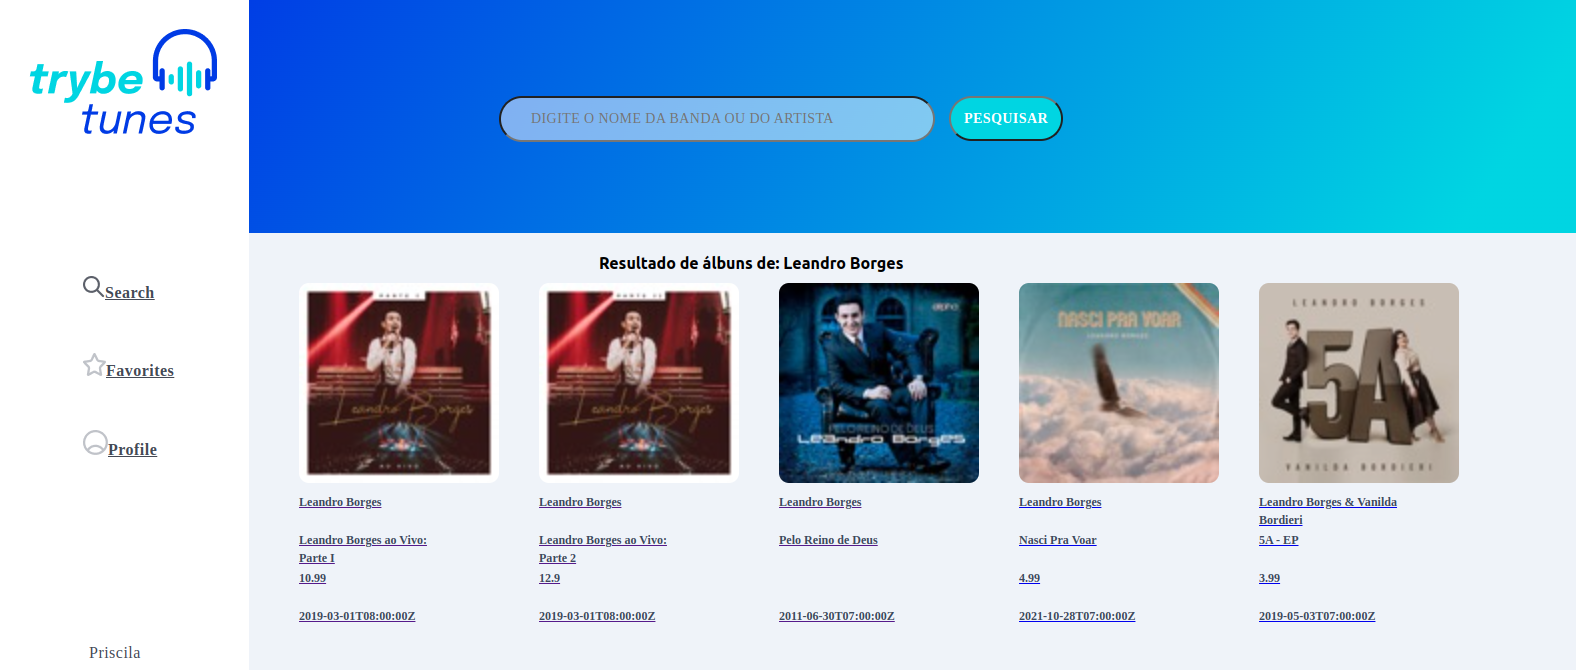 trybe
tunes
DIGITE O NOME DA BANDA OU DO ARTISTA
PESQUISAR
Search
Favorites
Profile
Priscila
Resultado de álbuns de: Leandro Borges
PARTE I
Leandro Borges
AO VIVO
Leandro Borges
Leandro Borges ao Vivo:
Parte I
10.99
2019-03-01T08:00:00Z
PARTE II
Leandro Borges
AO VIVO
Leandro Borges
Leandro Borges ao Vivo:
Parte 2
12.9
2019-03-01T08:00:00Z
PELO REINO DE DEUS
Leandro Borges
Leandro Borges
Pelo Reino de Deus
2011-06-30T07:00:00Z
NASCI PRA VOAR
LEANDRO BORGES
Leandro Borges
Nasci Pra Voar
4.99
2021-10-28T07:00:00Z
LEANDRO BORGES
5A
VANILDA BORDIERI
Leandro Borges & Vanilda
Bordieri
5A - EP
3.99
2019-05-03T07:00:00Z